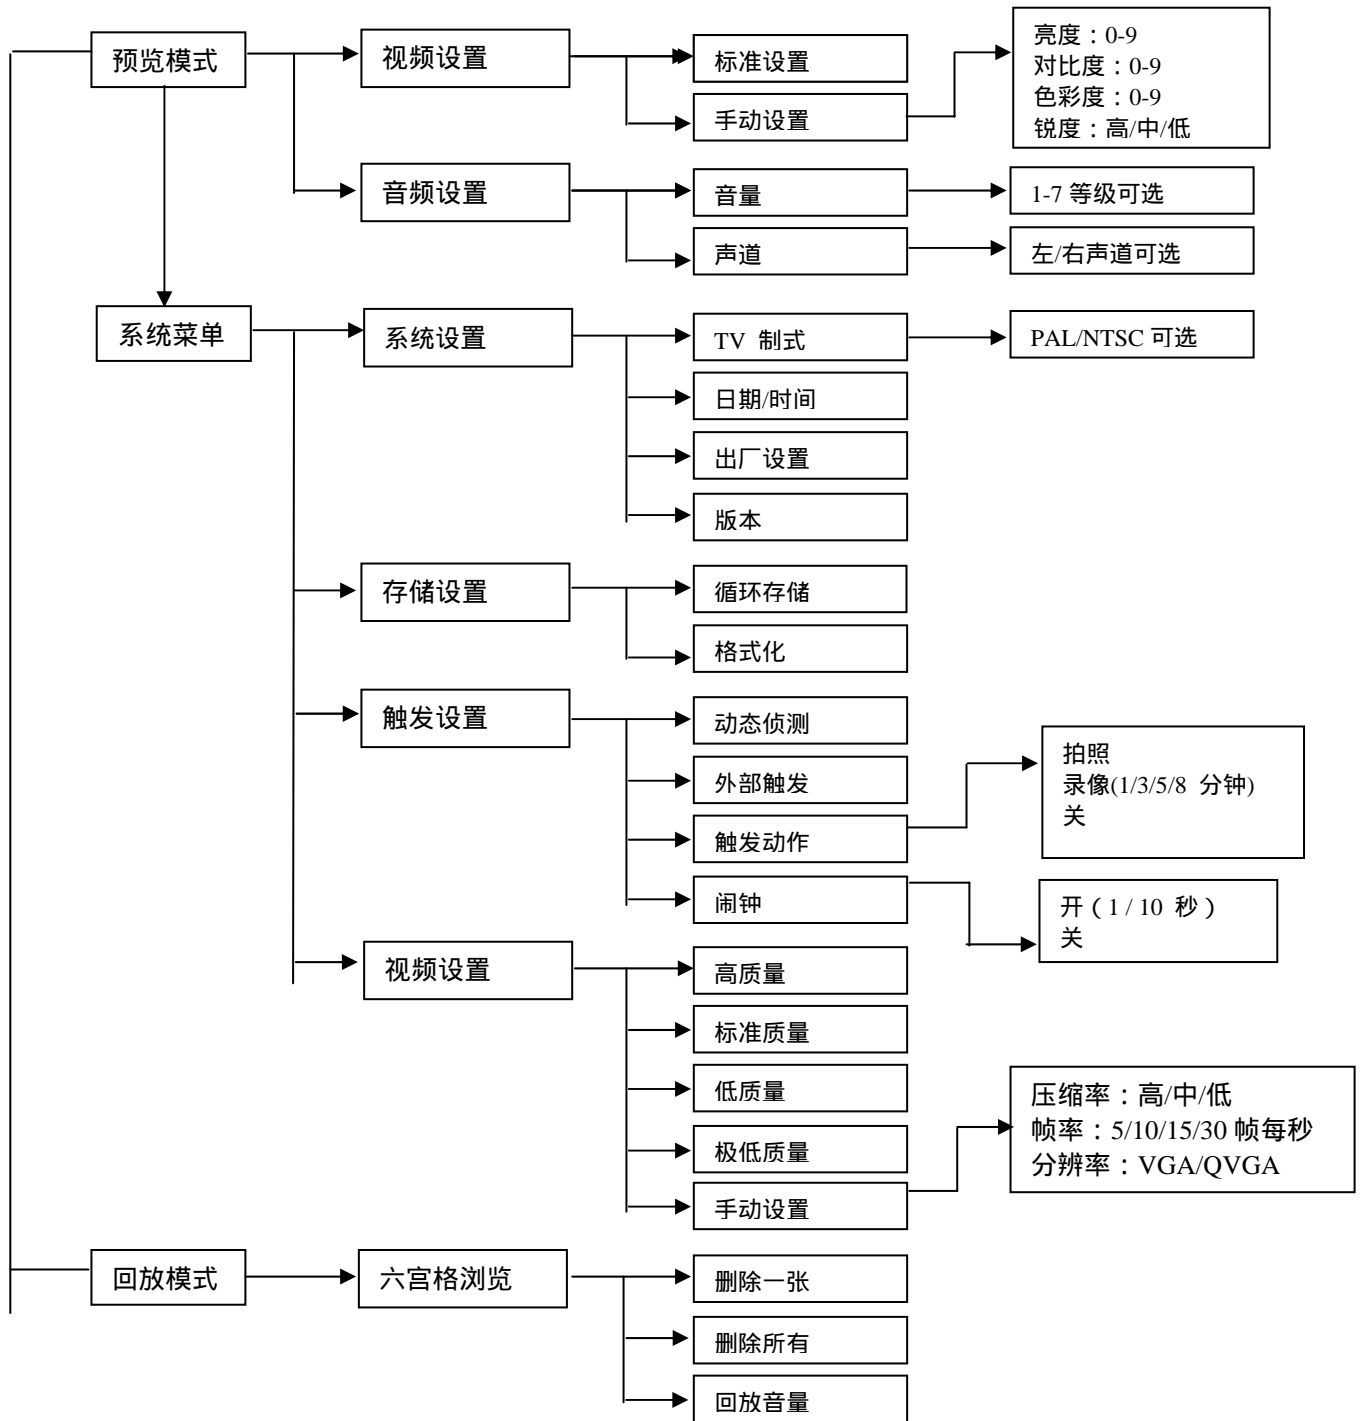 预览模式
视频设置
标准设置
手动设置
亮度：0-9
对比度：0-9
色彩度：0-9
锐度：高/中/低
音频设置
音量
1-7 等级可选
声道
左/右声道可选
系统菜单
系统设置
TV 制式
PAL/NTSC 可选
日期/时间
出厂设置
版本
存储设置
循环存储
格式化
触发设置
动态侦测
外部触发
触发动作
拍照
录像(1/3/5/8 分钟)
关
闹钟
开（1 / 10 秒）
关
视频设置
高质量
标准质量
低质量
极低质量
手动设置
压缩率：高/中/低
帧率：5/10/15/30 帧每秒
分辨率：VGA/QVGA
回放模式
六宫格浏览
删除一张
删除所有
回放音量